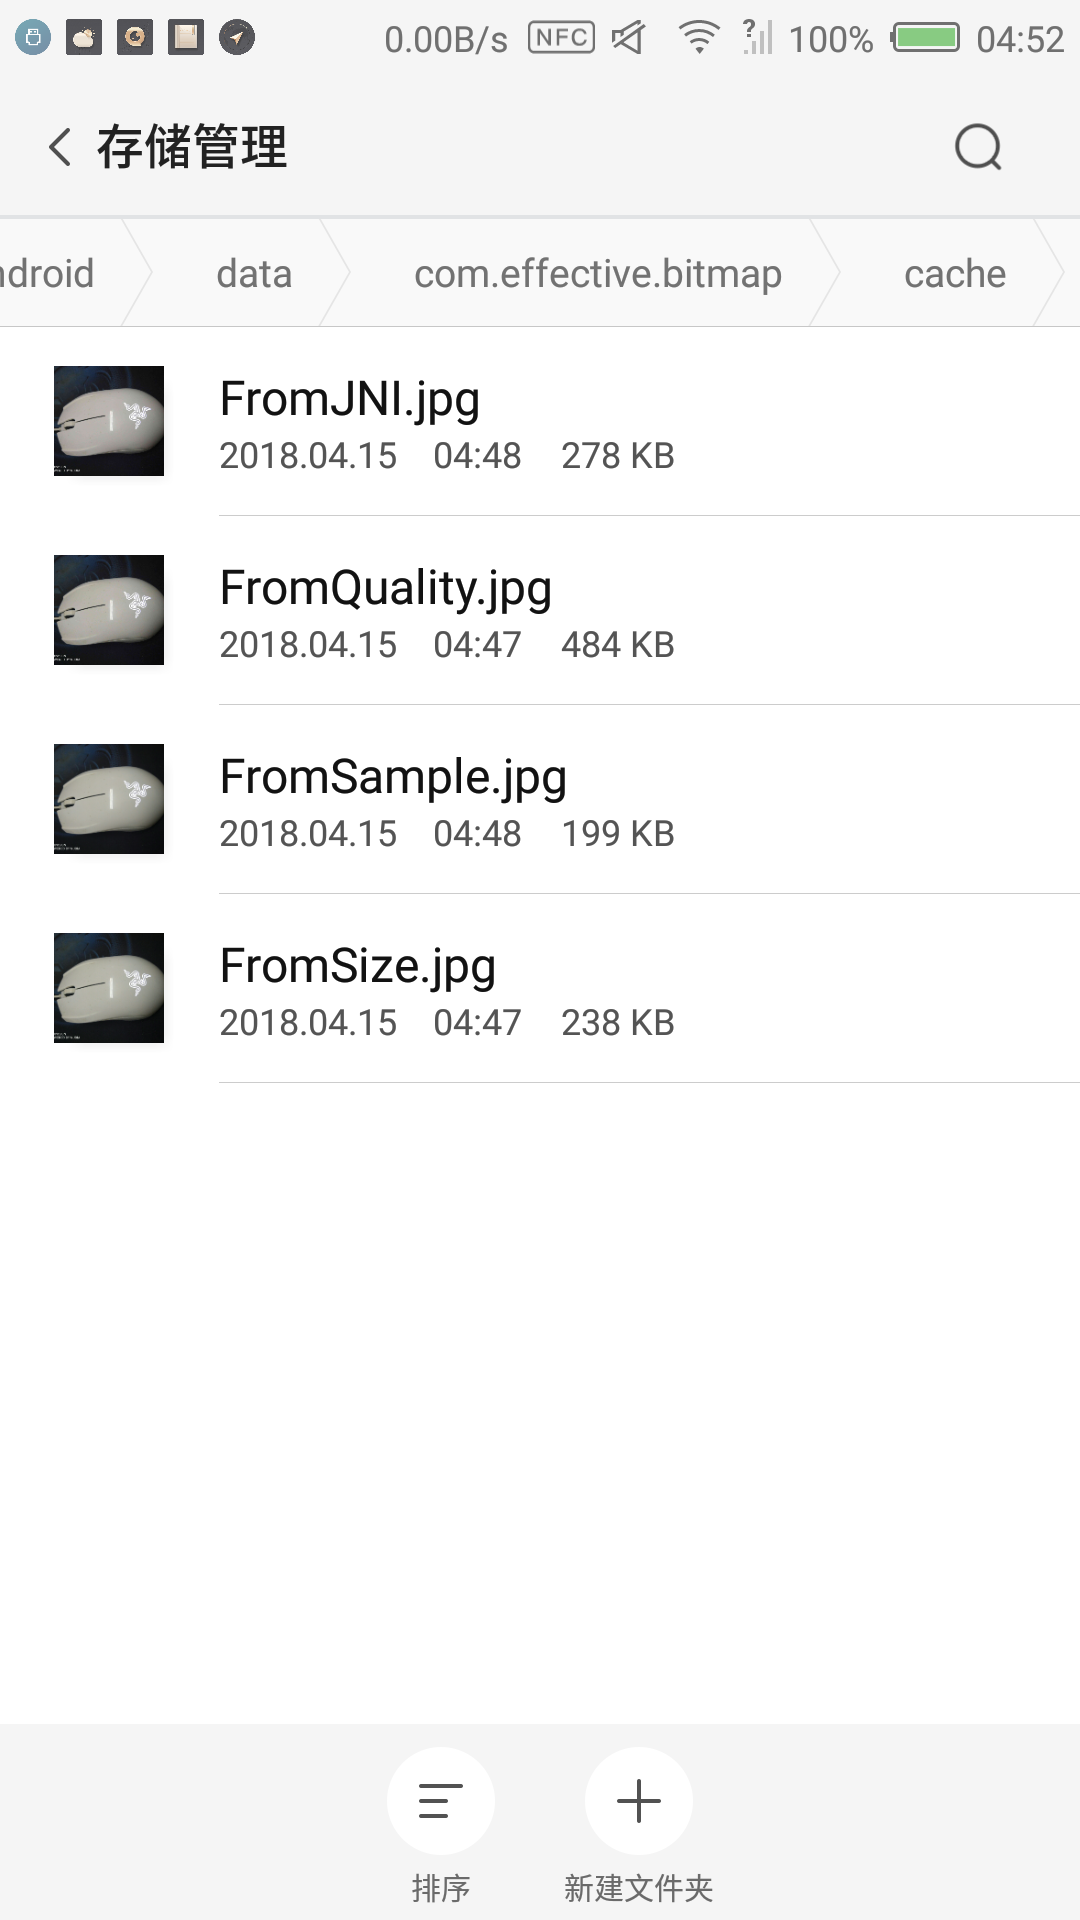 0.00B/s NFC ? 100% 04:52
存储管理
ndroid data com.effective.bitmap cache
FromJNI.jpg
2018.04.15 04:48 278 KB
FromQuality.jpg
2018.04.15 04:47 484 KB
FromSample.jpg
2018.04.15 04:48 199 KB
FromSize.jpg
2018.04.15 04:47 238 KB
排序 新建文件夹